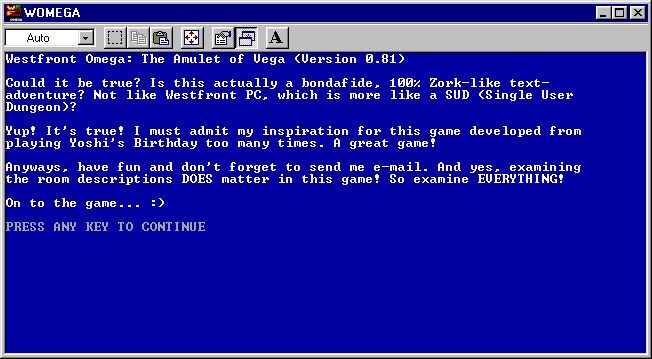 WOMEGA
Auto
A
Westfront Omega: The Amulet of Vega (Version 0.81)
Could it be true? Is this actually a bondafide, 100% Zork-like text-
adventure? Not like Westfront PC, which is more like a SUD (Single User
Dungeon)?
Yup! It's true! I must admit my inspiration for this game developed from
playing Yoshi's Birthday too many times. A great game!
Anyways, have fun and don't forget to send me e-mail. And yes, examining
the room descriptions DOES matter in this game! So examine EVERYTHING!
On to the game... :)
PRESS ANY KEY TO CONTINUE